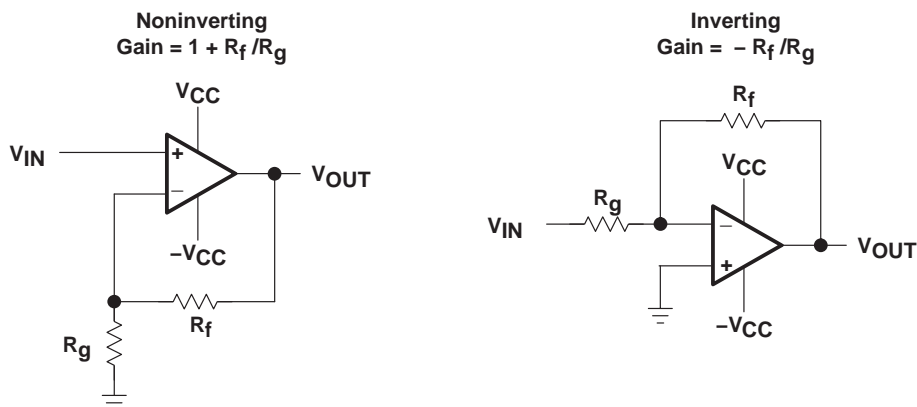 Noninverting
Gain = 1 + Rf/Rg
VCC
VIN
+
−
VOUT
−VCC
Rf
Rg
Inverting
Gain = − Rf/Rg
Rf
VCC
Rg
VIN
−
+
VOUT
−VCC